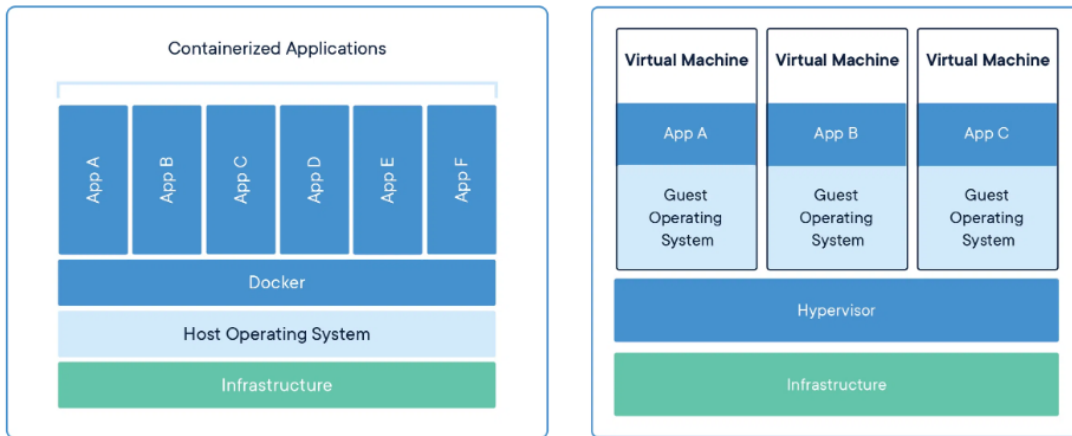 Containerized Applications
App A
App B
App C
App D
App E
App F
Docker
Host Operating System
Infrastructure
Virtual Machine
App A
Guest
Operating
System
Virtual Machine
App B
Guest
Operating
System
Virtual Machine
App C
Guest
Operating
System
Hypervisor
Infrastructure